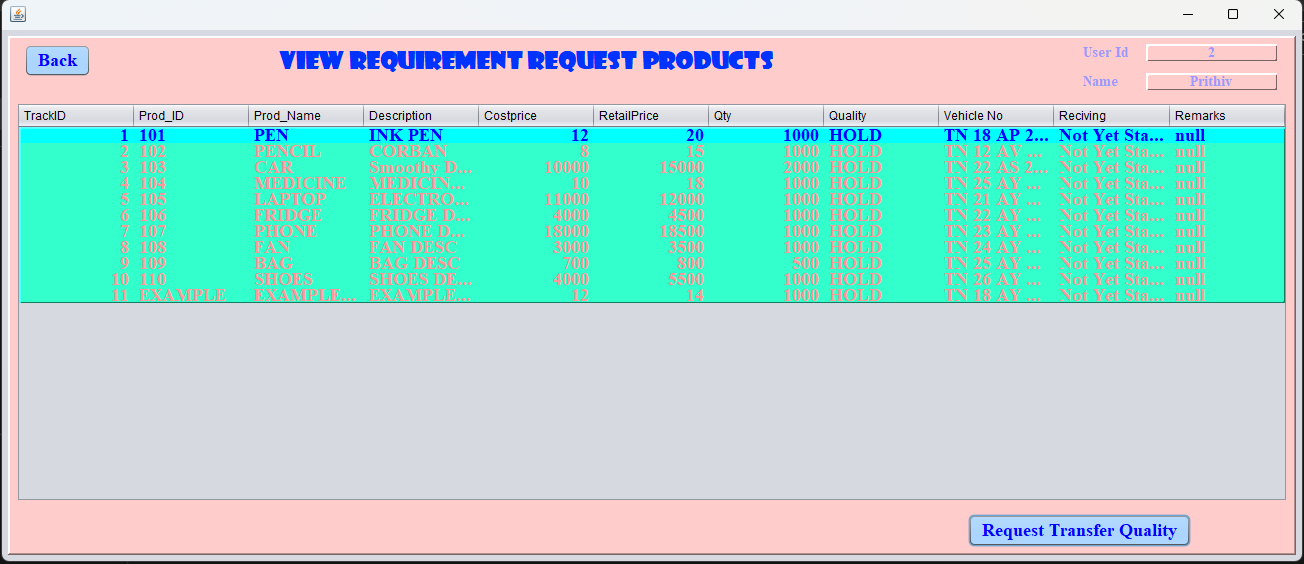 Back
VIEW REQUIREMENT REQUEST PRODUCTS
User Id 2
Name Prithiv
TrackID Prod_ID Prod_Name Description Costprice RetailPrice Qty Quality Vehicle No Reciving Remarks
1 101 PEN INK PEN 12 20 1000 HOLD TN 18 AP 2... Not Yet Sta... null
2 102 PENCIL CORBAN 8 15 1000 HOLD TN 12 AV ... Not Yet Sta... null
3 103 CAR Smoothy D... 10000 15000 2000 HOLD TN 22 AS 2... Not Yet Sta... null
4 104 MEDICINE MEDICIN... 10 18 1000 HOLD TN 25 AY ... Not Yet Sta... null
5 105 LAPTOP ELECTRO... 11000 12000 1000 HOLD TN 21 AY ... Not Yet Sta... null
6 106 FRIDGE FRIDGE D... 4000 4500 1000 HOLD TN 22 AY ... Not Yet Sta... null
7 107 PHONE PHONE D... 18000 18500 1000 HOLD TN 23 AY ... Not Yet Sta... null
8 108 FAN FAN DESC 3000 3500 1000 HOLD TN 24 AY ... Not Yet Sta... null
9 109 BAG BAG DESC 700 800 500 HOLD TN 25 AY ... Not Yet Sta... null
10 110 SHOES SHOES DE... 4000 5500 1000 HOLD TN 26 AY ... Not Yet Sta... null
11 EXAMPLE EXAMPLE... EXAMPLE... 12 14 1000 HOLD TN 18 AY ... Not Yet Sta... null
Request Transfer Quality